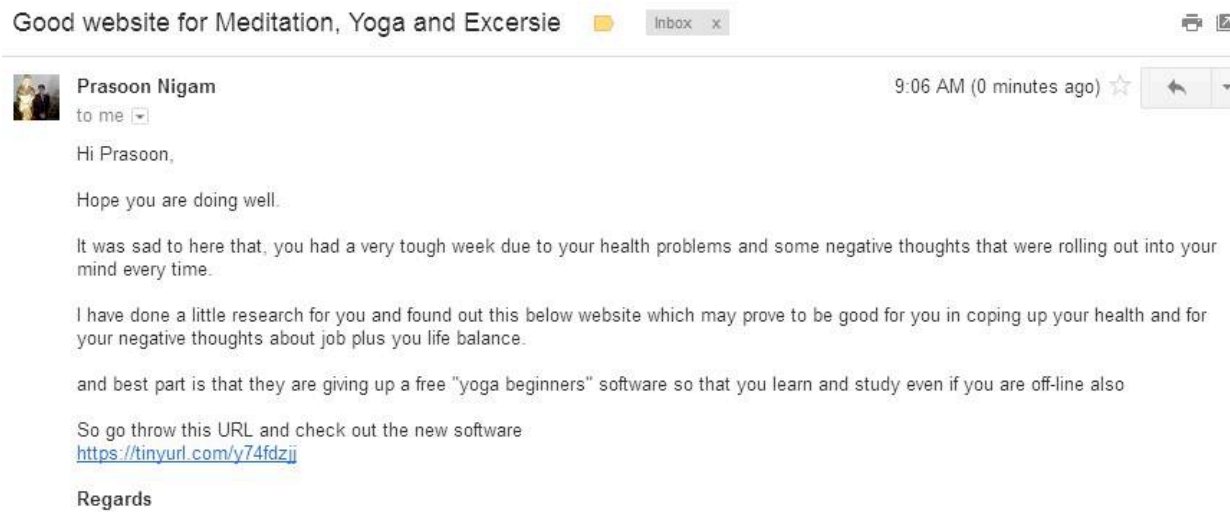 Good website for Meditation, Yoga and Excersie Inbox x
Prasoon Nigam 9:06 AM (0 minutes ago)
to me
Hi Prasoon,
Hope you are doing well.
It was sad to here that, you had a very tough week due to your health problems and some negative thoughts that were rolling out into your
mind every time.
I have done a little research for you and found out this below website which may prove to be good for you in coping up your health and for
your negative thoughts about job plus you life balance.
and best part is that they are giving up a free "yoga beginners" software so that you learn and study even if you are off-line also
So go throw this URL and check out the new software
https://tinyurl.com/y74fdzjj
Regards